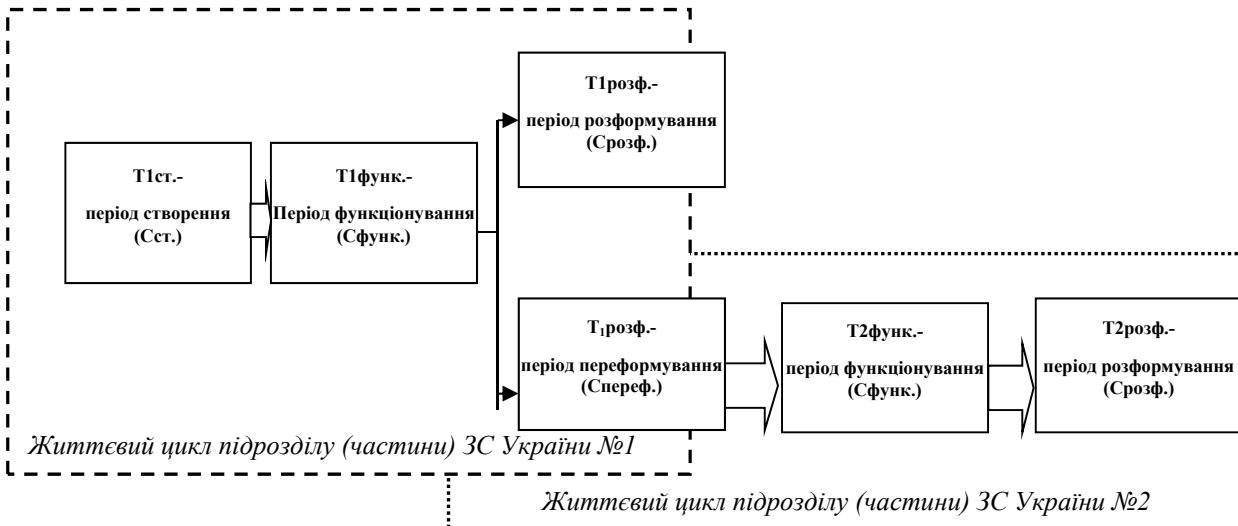 Т1розф.-
період розформування
(Срозф.)
Т1ст.-
період створення
(Сст.)
Т1функ.-
Період функціонування
(Сфунк.)
Т₁розф.-
період переформування
(Спереф.)
Т2функ.-
період функціонування
(Сфунк.)
Т2розф.-
період розформування
(Срозф.)
Життєвий цикл підрозділу (частини) ЗС України №1
Життєвий цикл підрозділу (частини) ЗС України №2